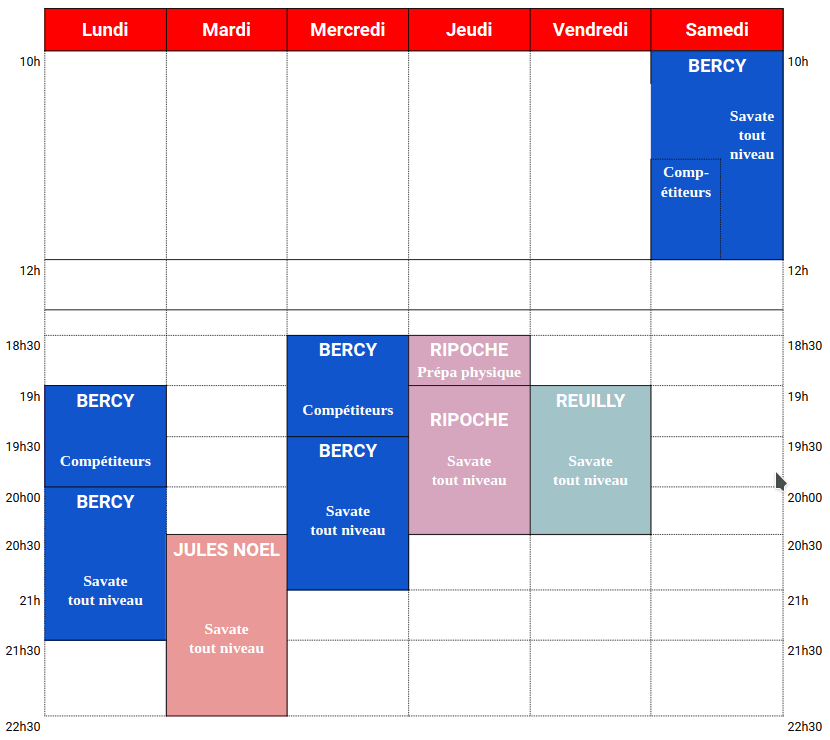 Lundi Mardi Mercredi Jeudi Vendredi Samedi
10h BERCY 10h
Savate
tout
niveau
Comp-
étiteurs
12h 12h
18h30 BERCY RIPOCHE 18h30
Prépa physique
19h BERCY REUILLY 19h
Compétiteurs RIPOCHE
19h30 BERCY 19h30
Compétiteurs Savate Savate
tout niveau tout niveau
20h00 BERCY 20h00
Savate
tout niveau
20h30 JULES NOEL 20h30
Savate
tout niveau
21h 21h
Savate
tout niveau
21h30 21h30
22h30 22h30